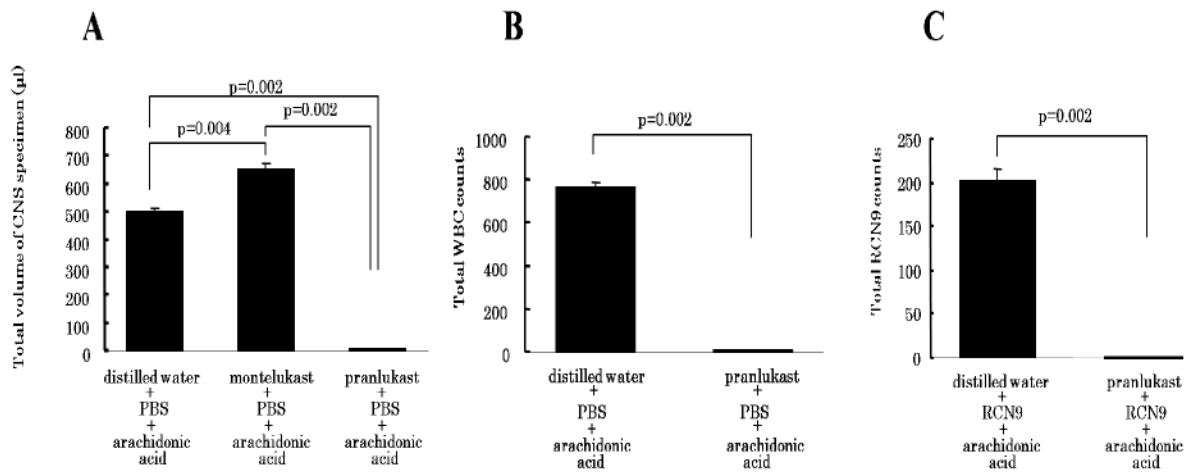 A
Total volume of CNS specimen (µl)
p=0.002
p=0.002
p=0.004
800
700
600
500
400
300
200
100
0
distilled water
+
PBS
+
arachidonic
acid
montelukast
+
PBS
+
arachidonic
acid
pranlukast
+
PBS
+
arachidonic
acid
B
Total WBC counts
p=0.002
1000
800
600
400
200
0
distilled water
+
PBS
+
arachidonic
acid
pranlukast
+
PBS
+
arachidonic
acid
C
Total RCN9 counts
p=0.002
250
200
150
100
50
0
distilled water
+
RCN9
+
arachidonic
acid
pranlukast
+
RCN9
+
arachidonic
acid